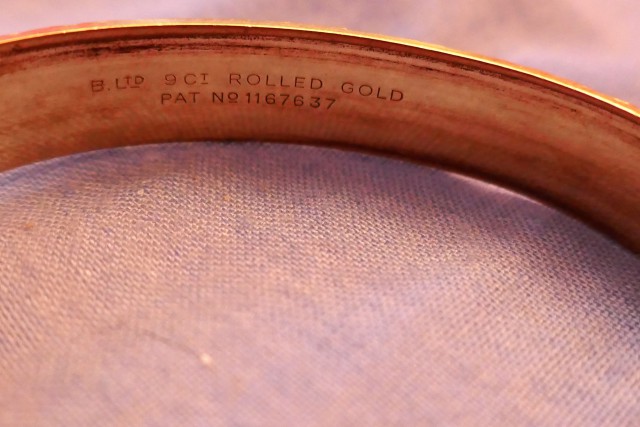 B.LTD 9CT ROLLED GOLD
PAT NO 1167637